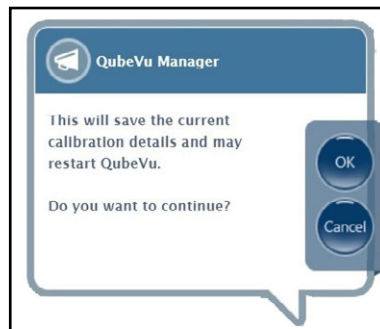 QubeVu Manager
This will save the current
calibration details and may
restart QubeVu.
Do you want to continue?
OK
Cancel